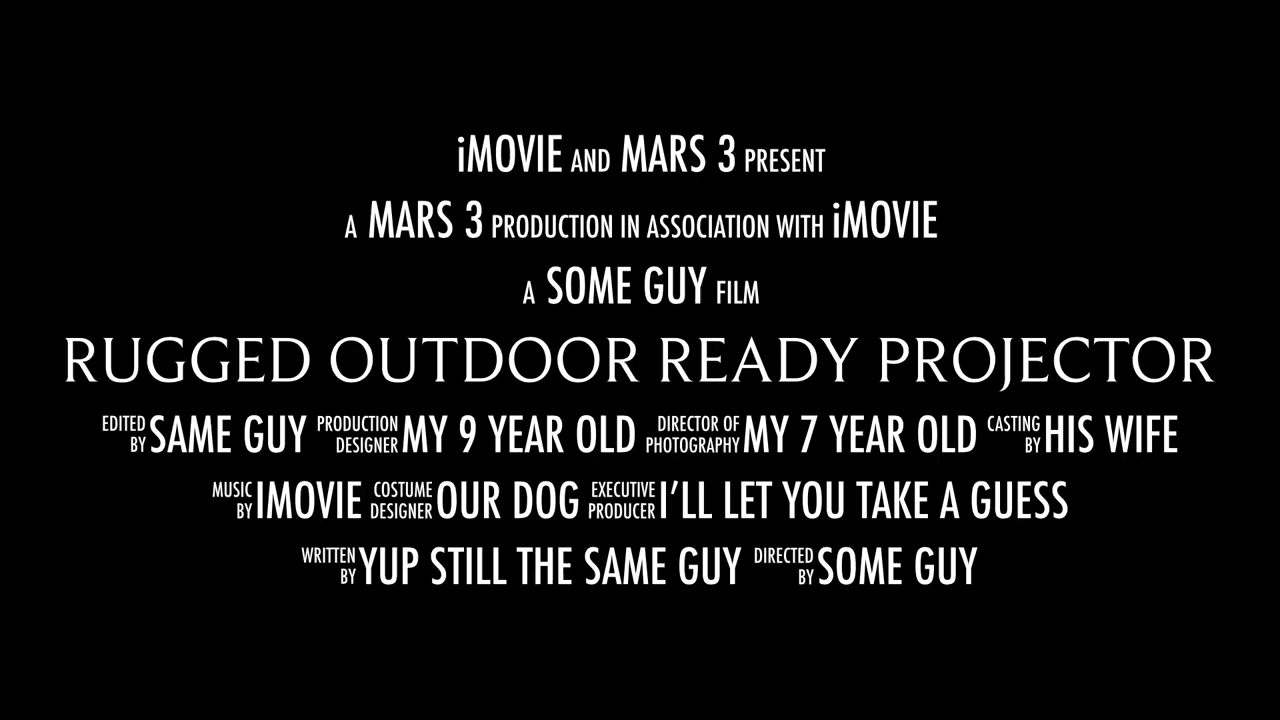 iMOVIE AND MARS 3 PRESENT
A MARS 3 PRODUCTION IN ASSOCIATION WITH iMOVIE
A SOME GUY FILM
RUGGED OUTDOOR READY PROJECTOR
EDITED BY SAME GUY PRODUCTION DESIGNER MY 9 YEAR OLD DIRECTOR OF PHOTOGRAPHY MY 7 YEAR OLD CASTING BY HIS WIFE
MUSIC BY IMOVIE COSTUME DESIGNER OUR DOG EXECUTIVE PRODUCER I'LL LET YOU TAKE A GUESS
WRITTEN BY YUP STILL THE SAME GUY DIRECTED BY SOME GUY